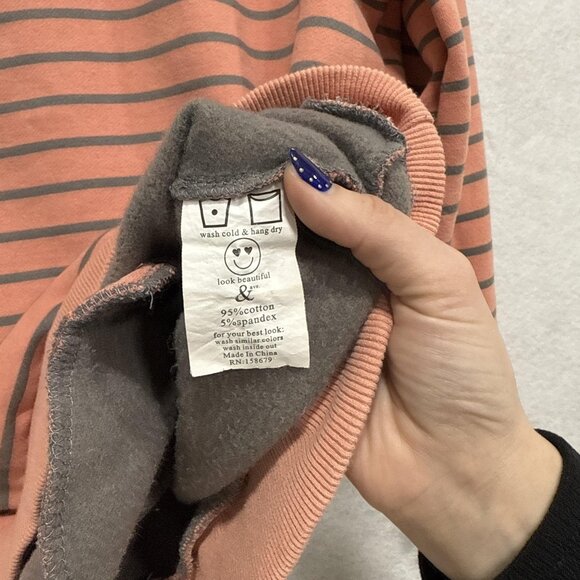 wash cold & hang dry
look beautiful
&
95%cotton
5%spandex
for your best look:
wash similar colors
wash inside out
Made In China
RN:158679